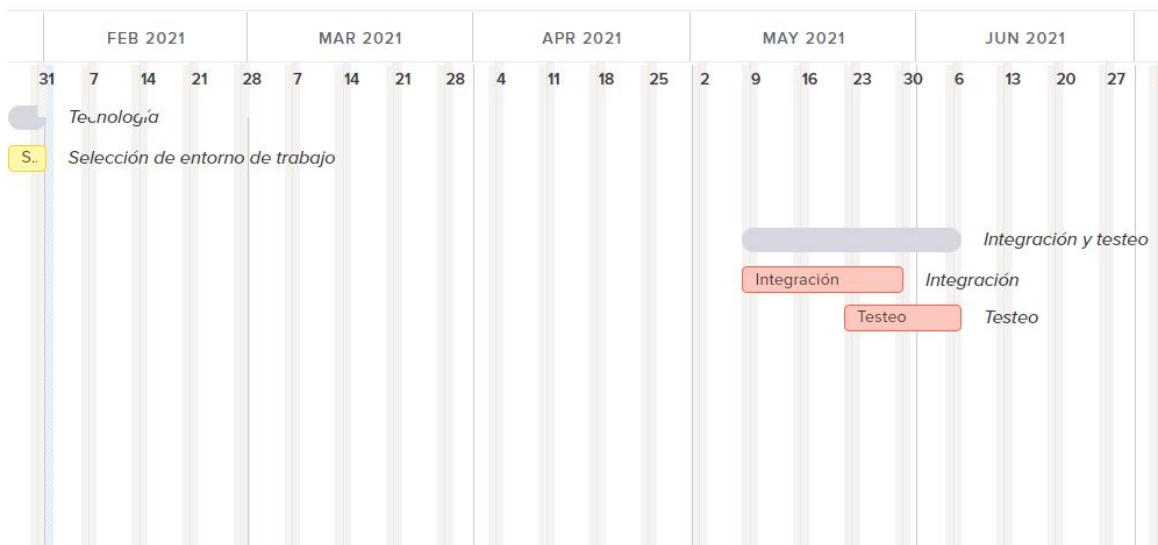 FEB 2021 MAR 2021 APR 2021 MAY 2021 JUN 2021
31 7 14 21 28 7 14 21 28 4 11 18 25 2 9 16 23 30 6 13 20 27
Tecnología
S.. Selección de entorno de trabajo
Integración y testeo
Integración Integración
Testeo Testeo